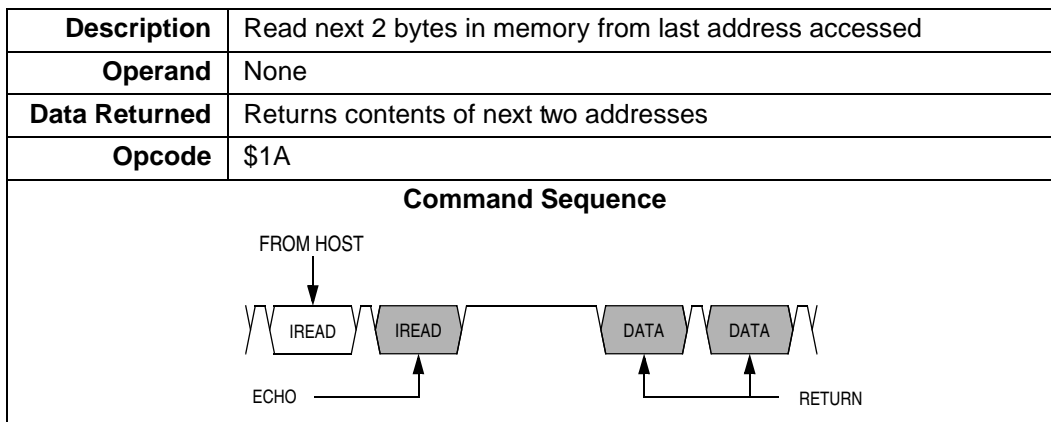 Description Read next 2 bytes in memory from last address accessed
Operand None
Data Returned Returns contents of next two addresses
Opcode $1A
Command Sequence
FROM HOST
IREAD IREAD DATA DATA
ECHO RETURN